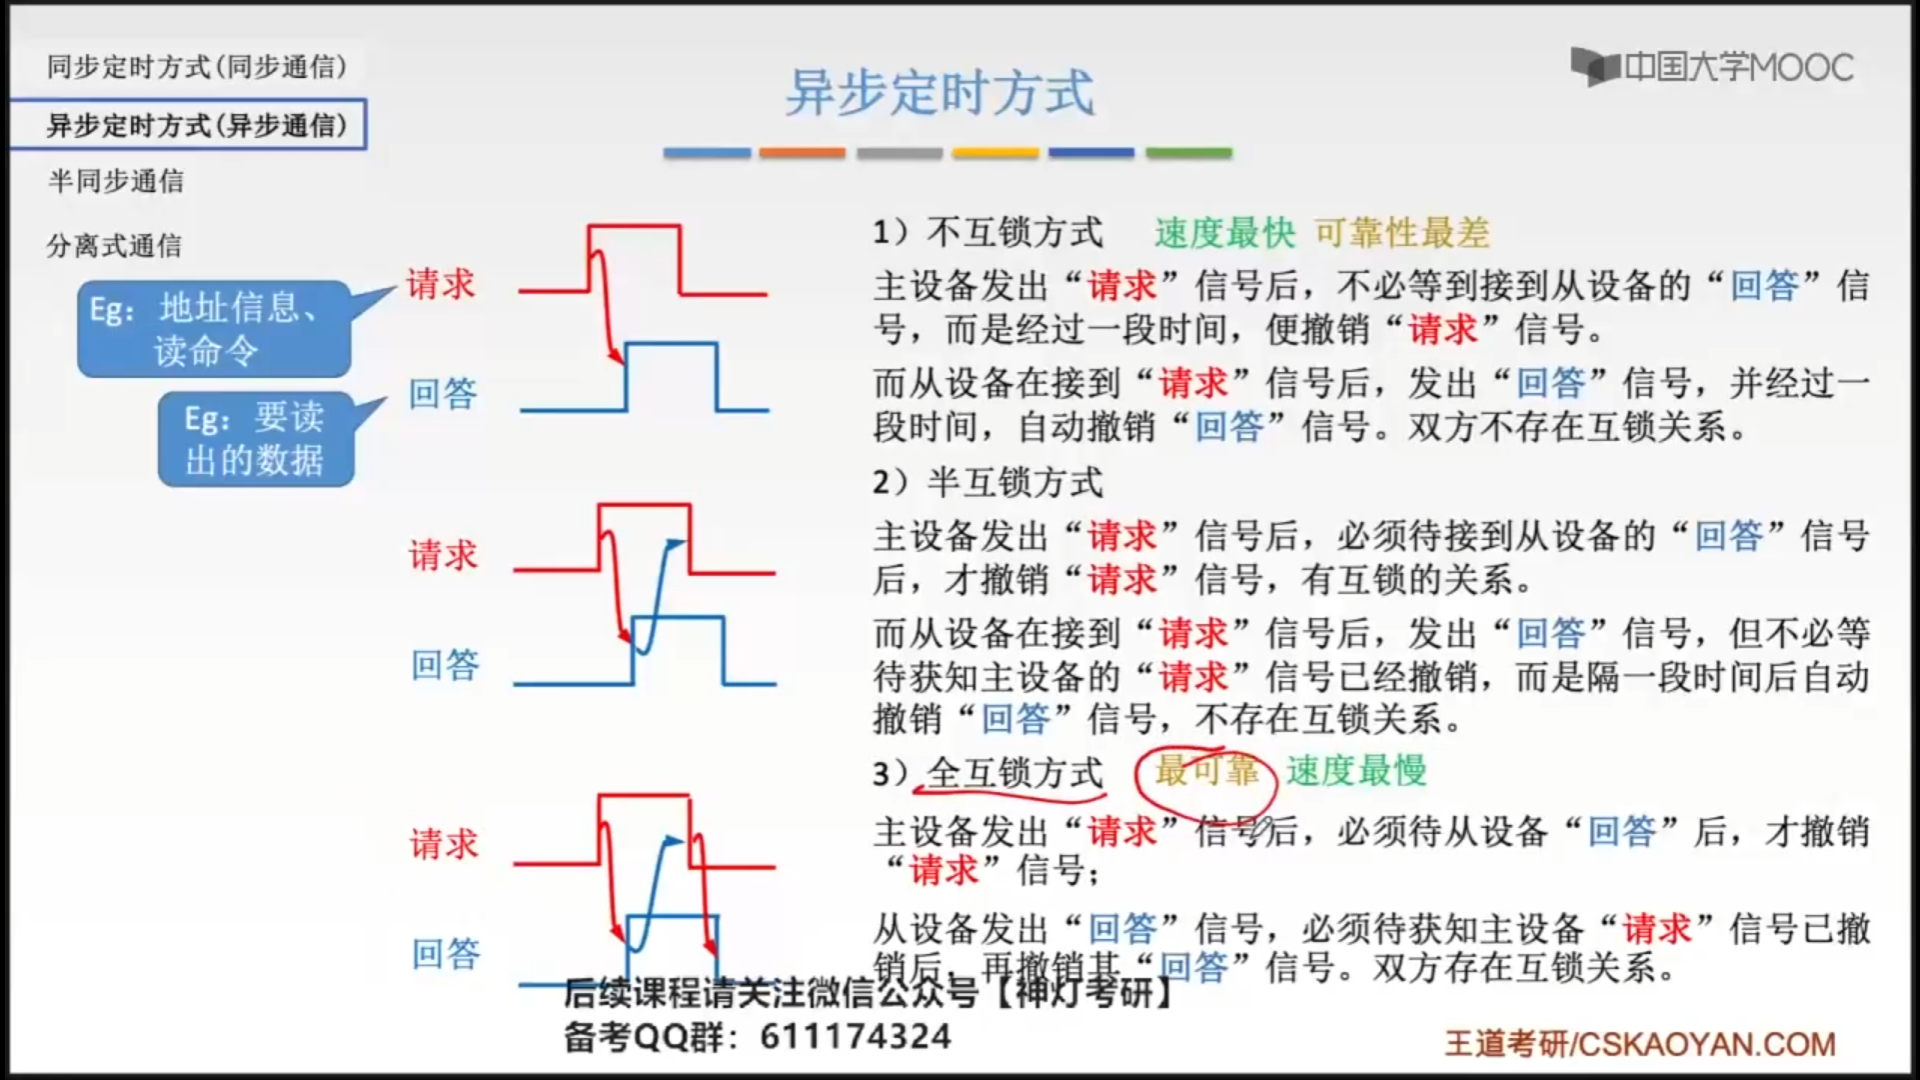 同步定时方式(同步通信)
异步定时方式(异步通信)
半同步通信
分离式通信
中国大学MOOC
异步定时方式
Eg：地址信息、
读命令
Eg：要读
出的数据
请求
回答
请求
回答
请求
回答
1）不互锁方式 速度最快 可靠性最差
主设备发出“请求”信号后，不必等到接到从设备的“回答”信
号，而是经过一段时间，便撤销“请求”信号。
而从设备在接到“请求”信号后，发出“回答”信号，并经过一
段时间，自动撤销“回答”信号。双方不存在互锁关系。
2）半互锁方式
主设备发出“请求”信号后，必须待接到从设备的“回答”信号
后，才撤销“请求”信号，有互锁的关系。
而从设备在接到“请求”信号后，发出“回答”信号，但不必等
待获知主设备的“请求”信号已经撤销，而是隔一段时间后自动
撤销“回答”信号，不存在互锁关系。
3）全互锁方式 最可靠 速度最慢
主设备发出“请求”信号后，必须待从设备“回答”后，才撤销
“请求”信号；
从设备发出“回答”信号，必须待获知主设备“请求”信号已撤
销后，再撤销其“回答”信号。双方存在互锁关系。
后续课程请关注微信公众号【神灯考研】
备考QQ群：611174324
王道考研/CSKAOYAN.COM